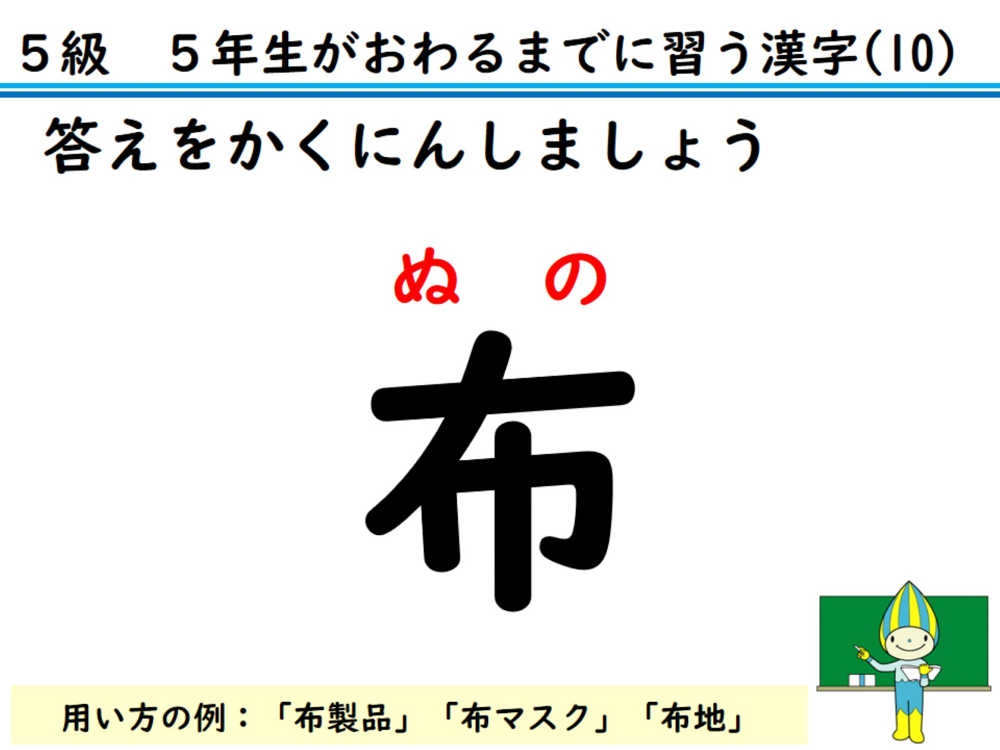 ５級　５年生がおわるまでに習う漢字(10)
答えをかくにんしましょう
ぬの
布
用い方の例：「布製品」「布マスク」「布地」